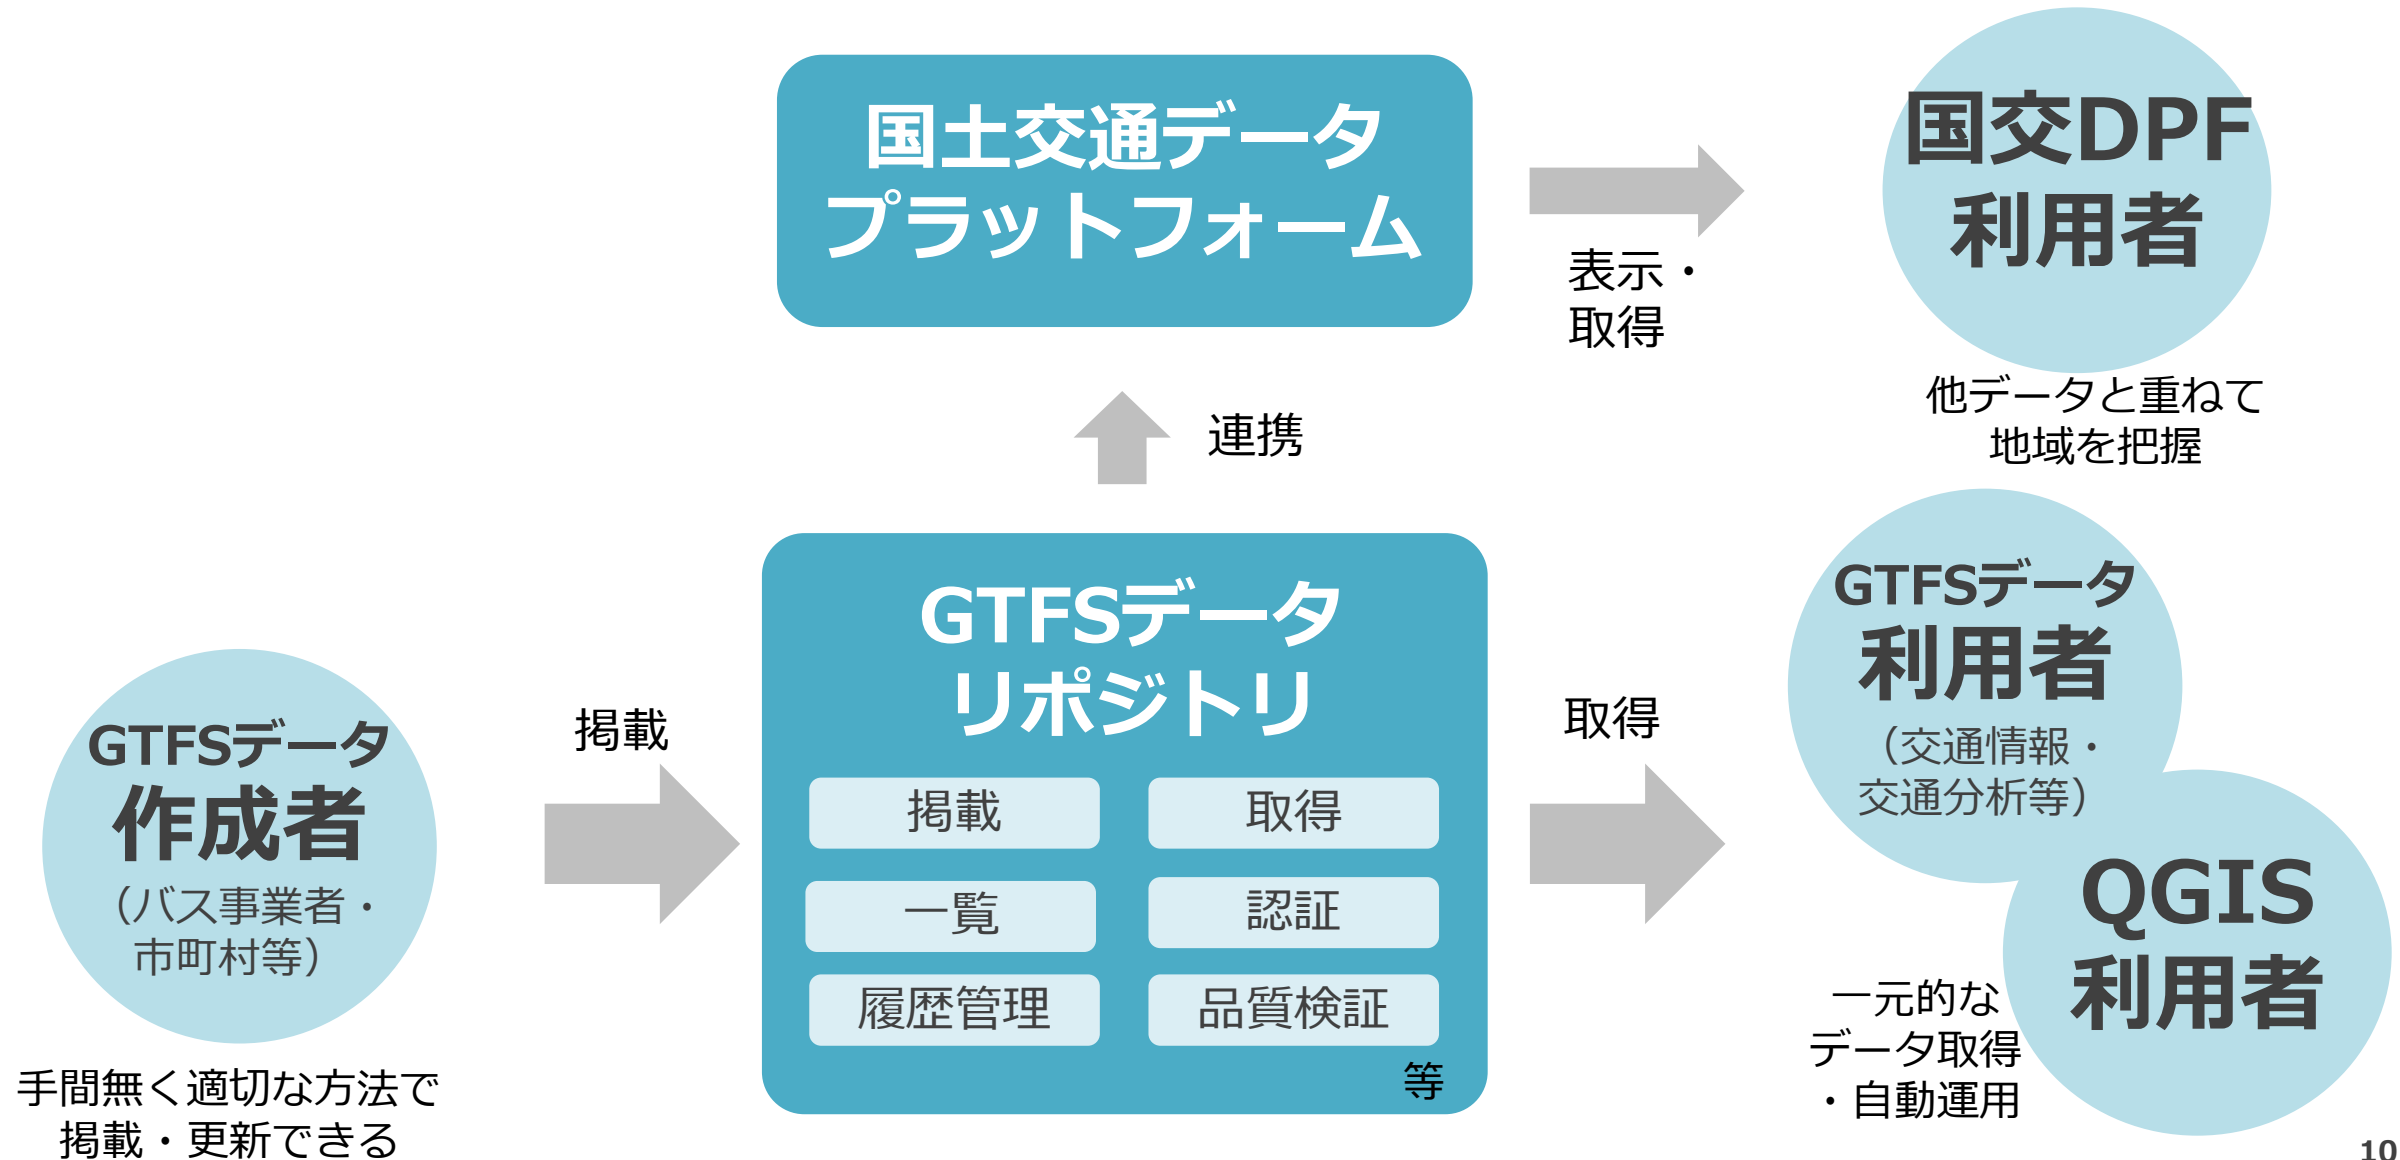 国土交通データ
プラットフォーム
表示・
取得
国交DPF
利用者
他データと重ねて
地域を把握
連携
GTFSデータ
作成者
（バス事業者・
市町村等）
手間無く適切な方法で
掲載・更新できる
掲載
GTFSデータ
リポジトリ
掲載
取得
一覧
認証
履歴管理
品質検証
等
取得
GTFSデータ
利用者
（交通情報・
交通分析等）
QGIS
利用者
一元的な
データ取得
・自動運用
10